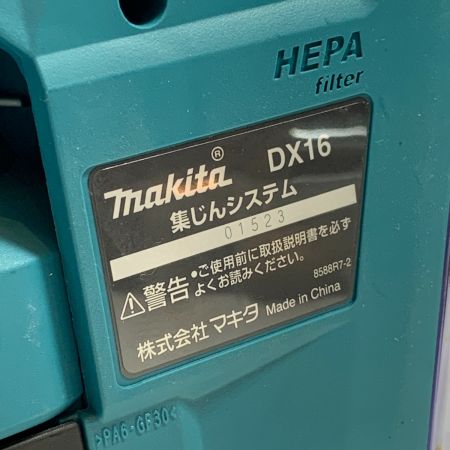 HEPA
filter
makita® DX16
集じんシステム
01523
⚠警告 •ご使用前に取扱説明書を必ず
よくお読みください。
8588R7-2
株式会社マキタ Made in China
>PA6-GF30<